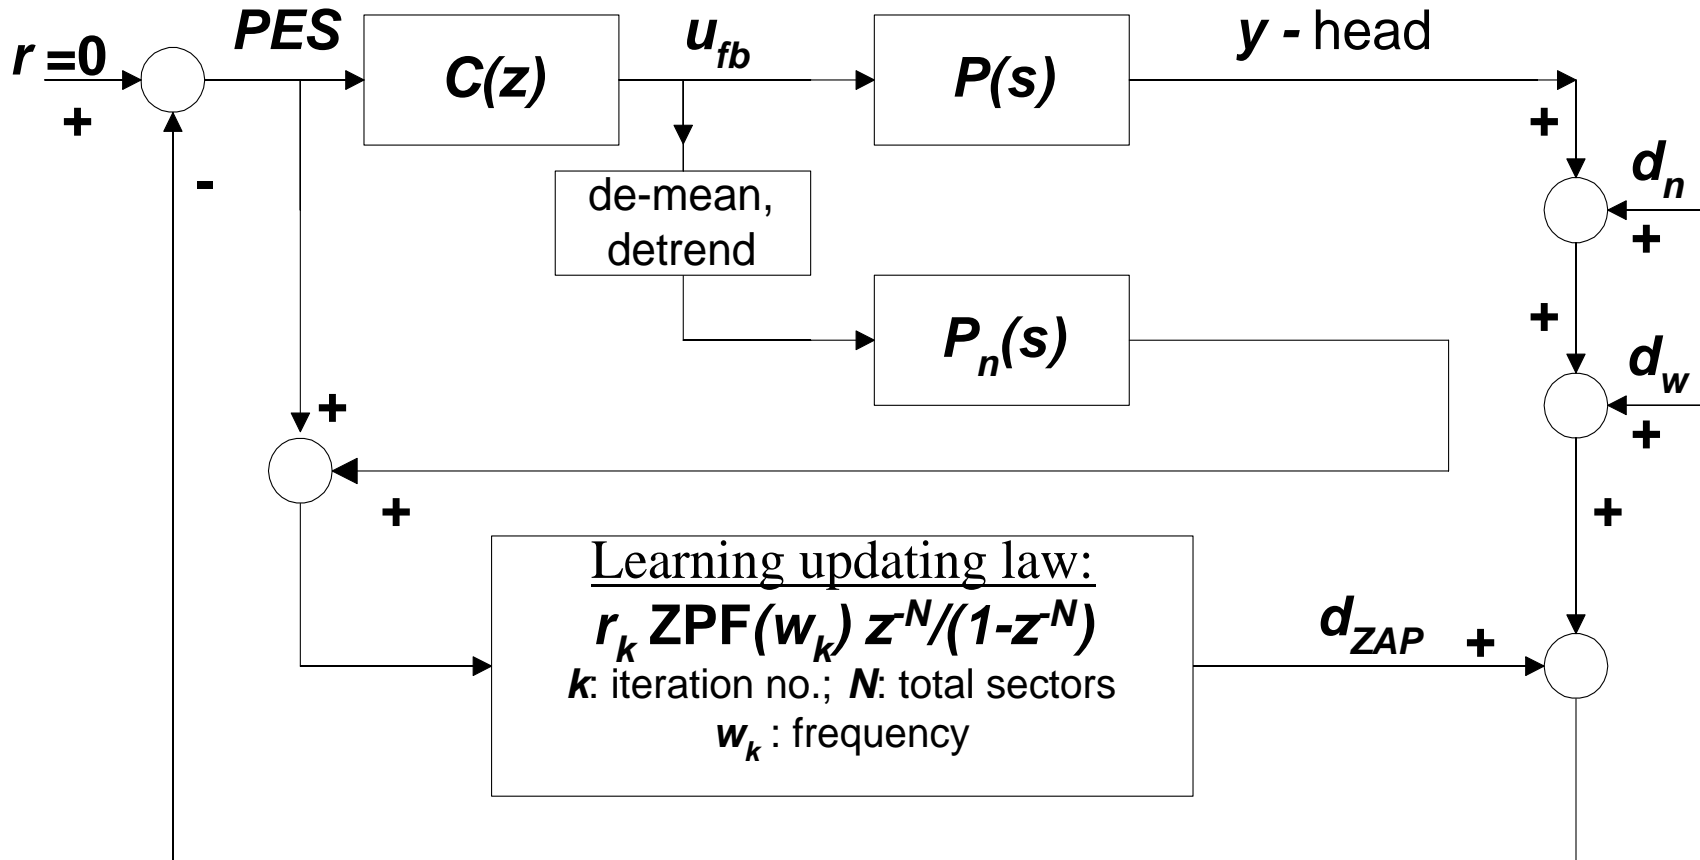 r =0
PES
C(z)
u_fb
P(s)
y - head
+
-
+
d_n
+
de-mean,
detrend
P_n(s)
+
d_w
+
+
+
+
Learning updating law:
r_k ZPF(w_k) z^-N/(1-z^-N)
k: iteration no.; N: total sectors
w_k : frequency
d_ZAP
+